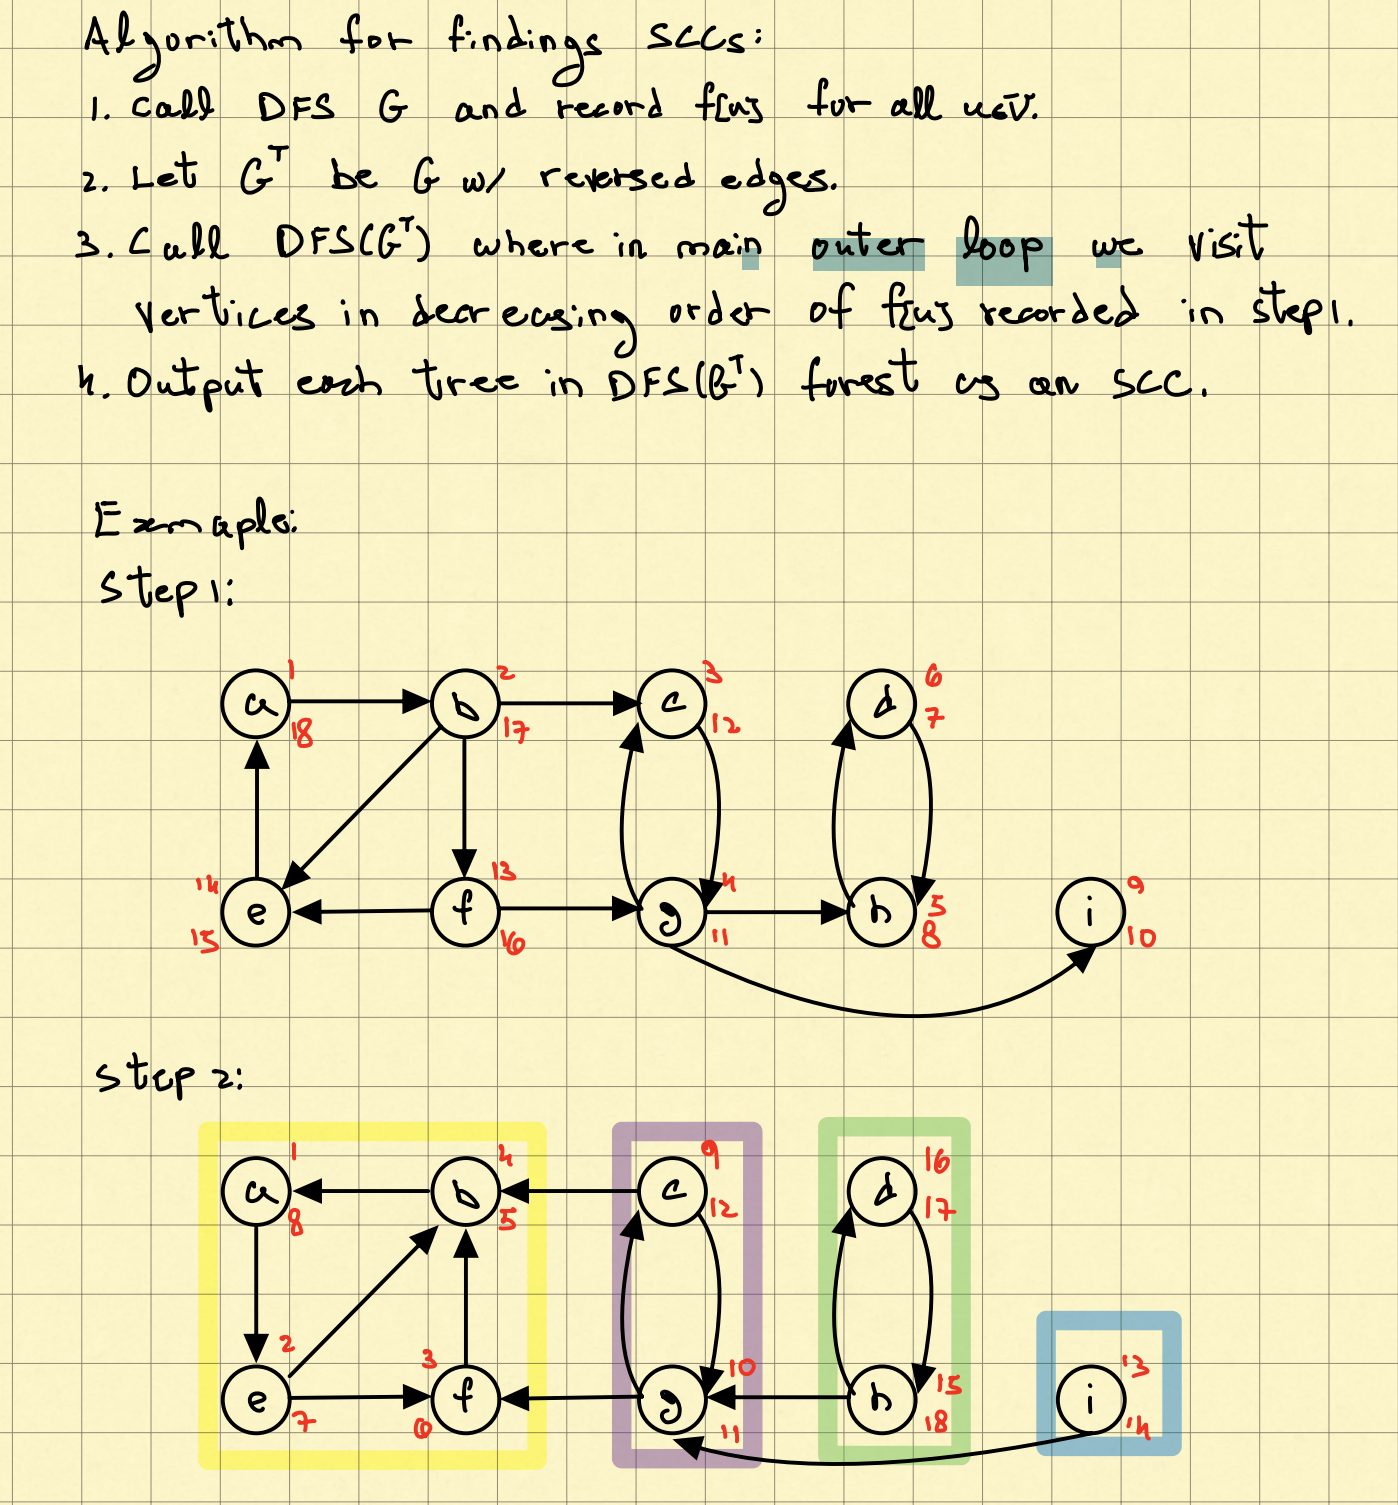 Algorithm for findings SCCs:
1. Call DFS G and record f[u] for all u∈V.
2. Let G^T be G w/ reversed edges.
3. Call DFS(G^T) where in main outer loop we visit
vertices in decreasing order of f[u] recorded in step 1.
4. Output each tree in DFS(G^T) forest as an SCC.
Example:
Step 1:
1 2 3 6
a b c d
18 17 12 7
14 13 4 5 9
e f g h i
15 16 11 8 10
Step 2:
1 4 9 16
a b c d
8 5 12 17
2 3 10 15 13
e f g h i
7 6 11 18 14